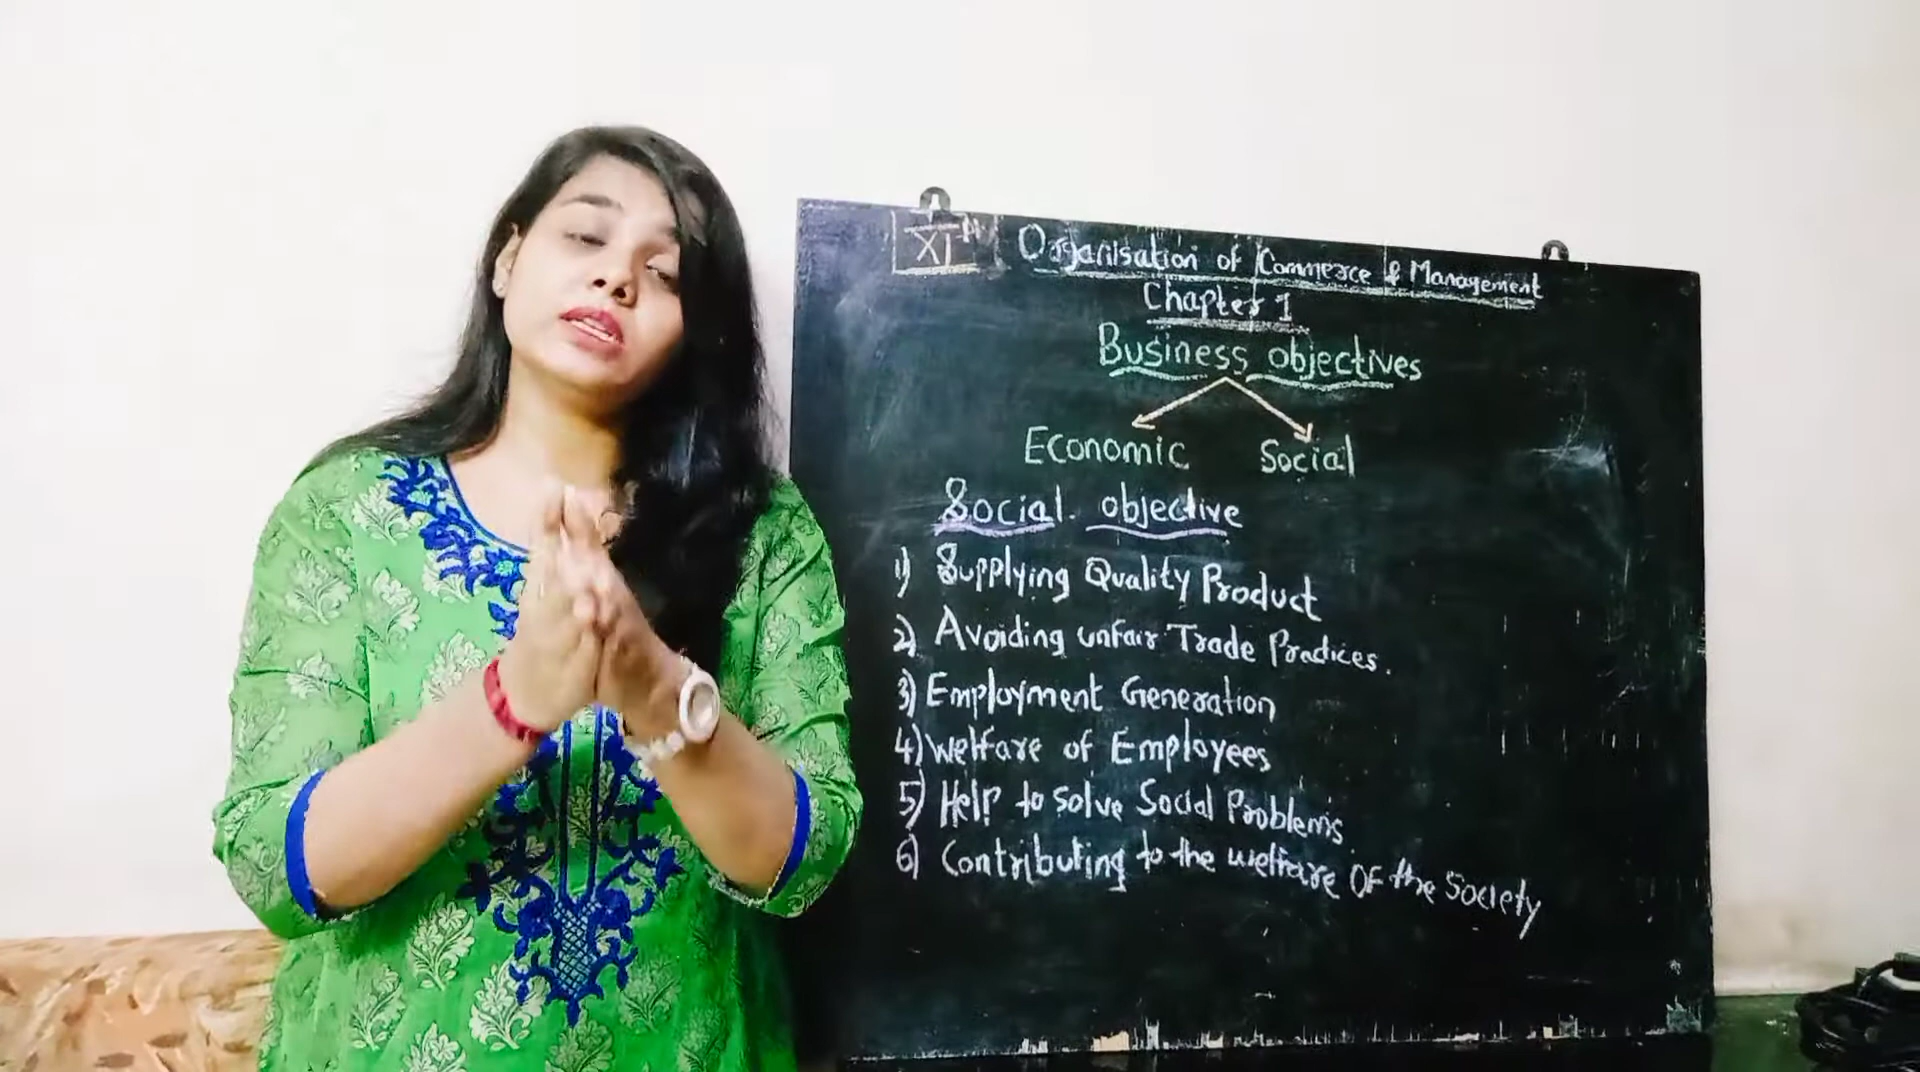 XIth Organisation of Commerce & Management
Chapter 1
Business objectives
Economic Social
Social objective
1) Supplying Quality Product
2) Avoiding unfair Trade Practices.
3) Employment Generation
4) Welfare of Employees
5) Help to solve Social Problems
6) Contributing to the welfare of the Society